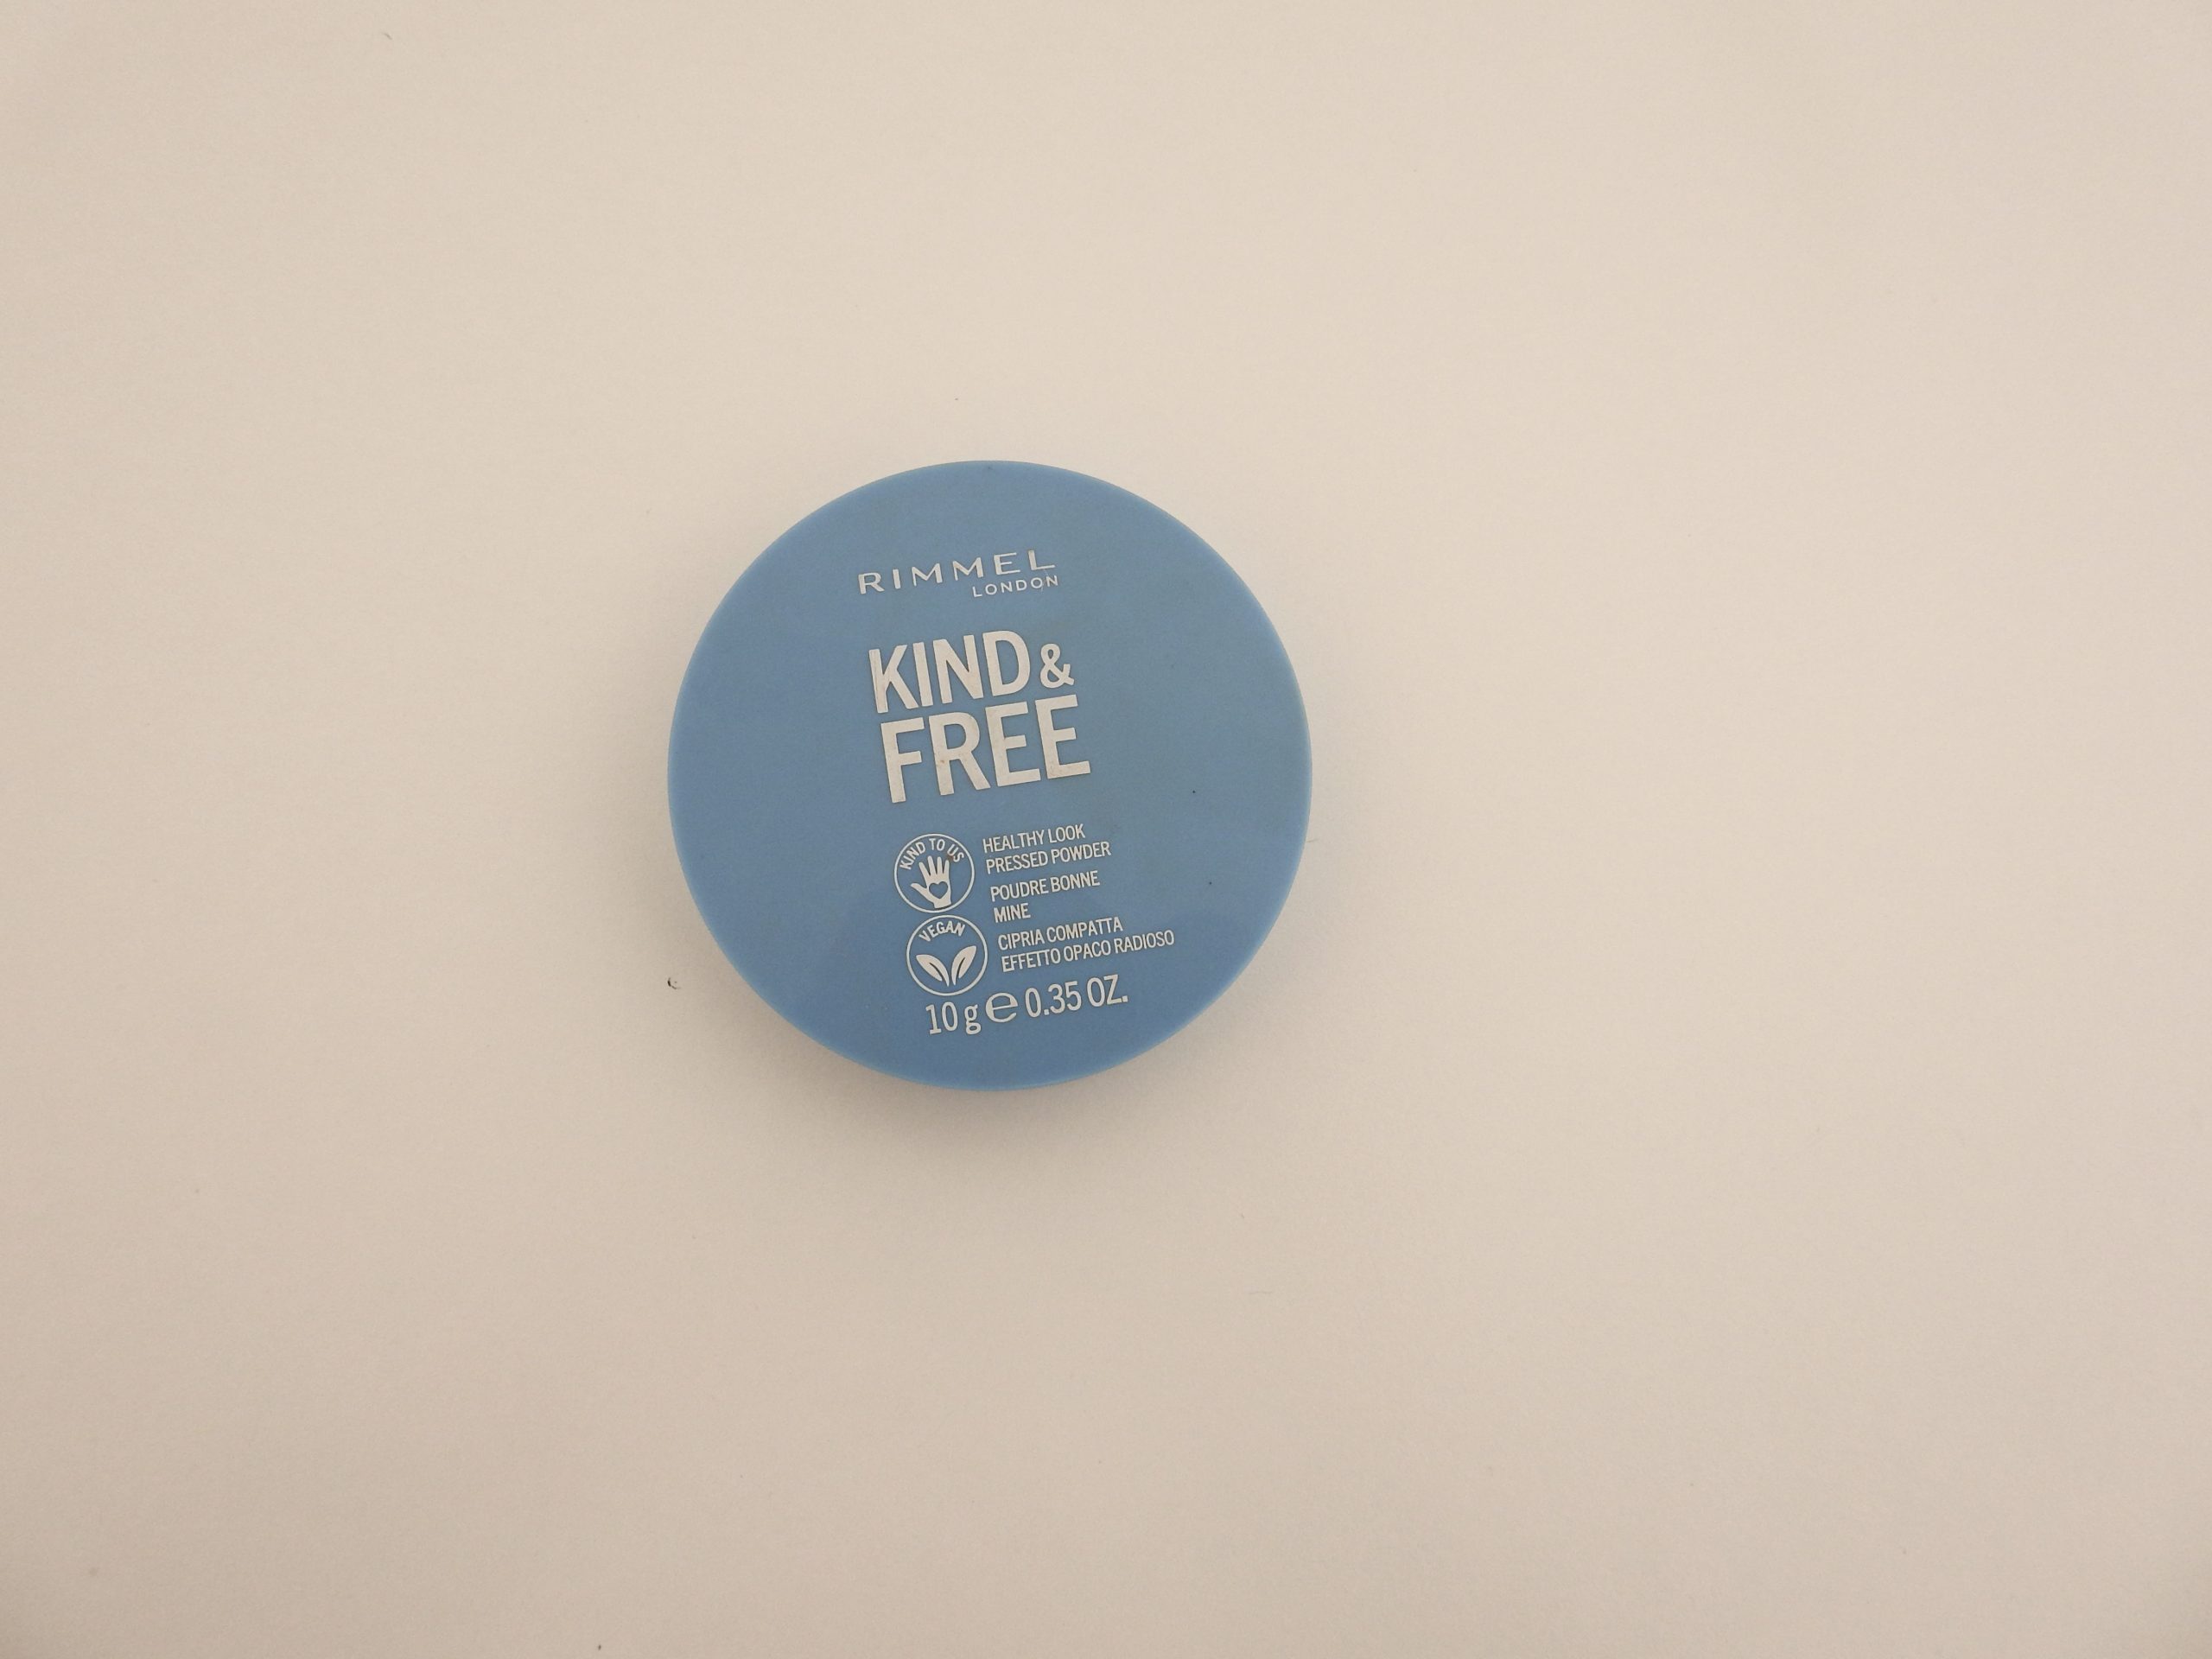 RIMMEL
LONDON
KIND &
FREE
KIND TO US
HEALTHY LOOK
PRESSED POWDER
POUDRE BONNE
MINE
VEGAN
CIPRIA COMPATTA
EFFETTO OPACO RADIOSO
10 g e 0.35 OZ.